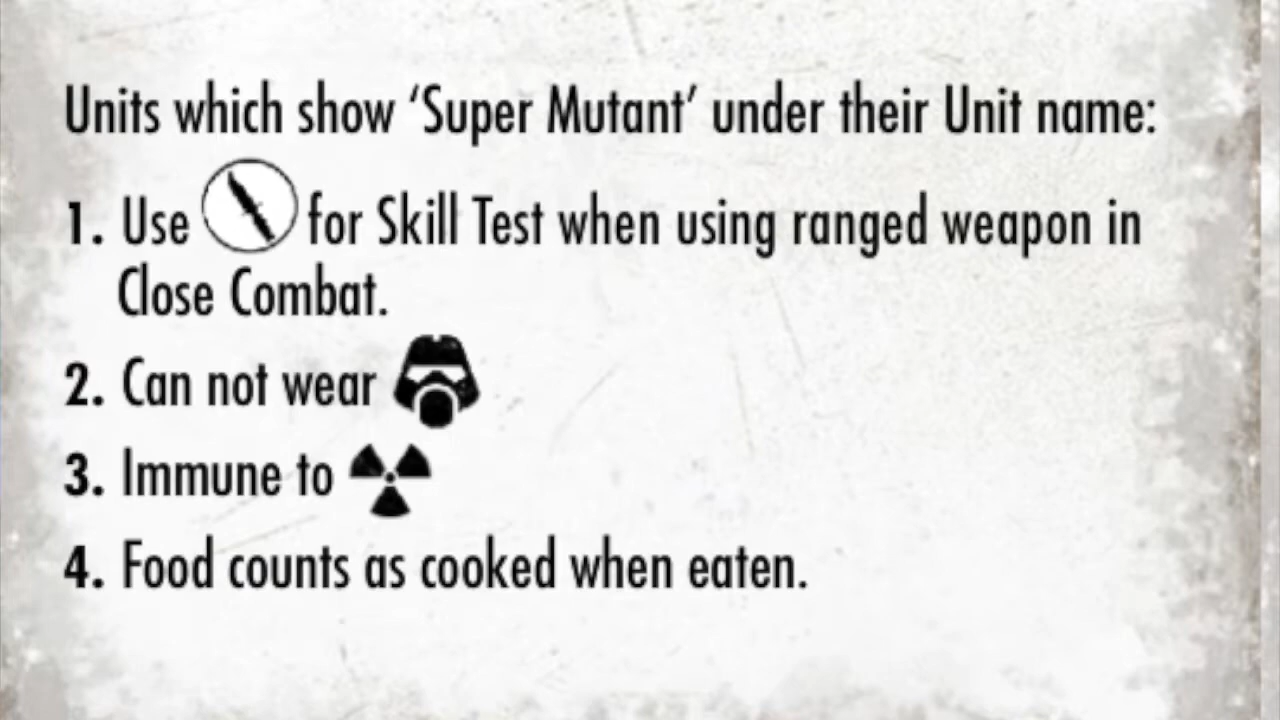 Units which show ‘Super Mutant’ under their Unit name:
1. Use for Skill Test when using ranged weapon in
Close Combat.
2. Can not wear
3. Immune to
4. Food counts as cooked when eaten.